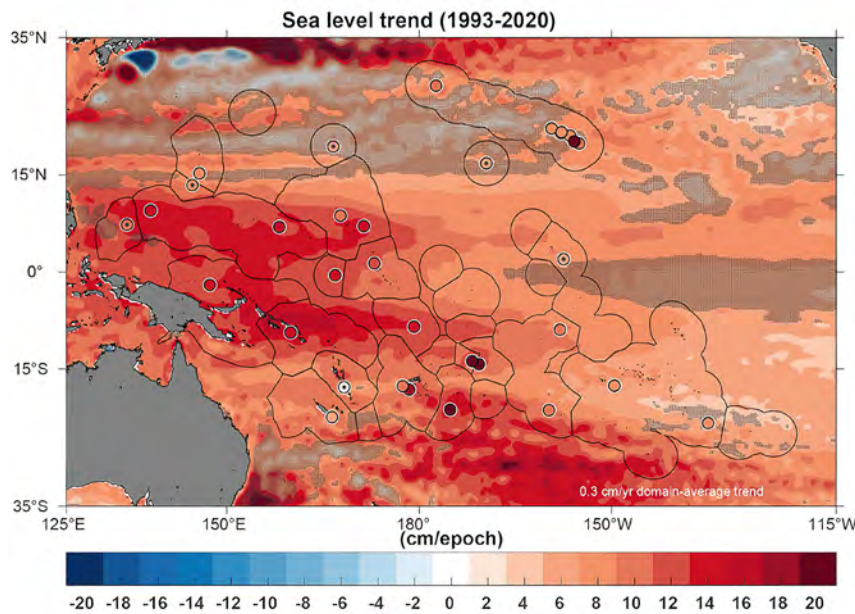 Sea level trend (1993-2020)
35°N
15°N
0°
15°S
35°S
0.3 cm/yr domain-average trend
125°E 150°E 180° 150°W 115°W
(cm/epoch)
-20 -18 -16 -14 -12 -10 -8 -6 -4 -2 0 2 4 6 8 10 12 14 16 18 20